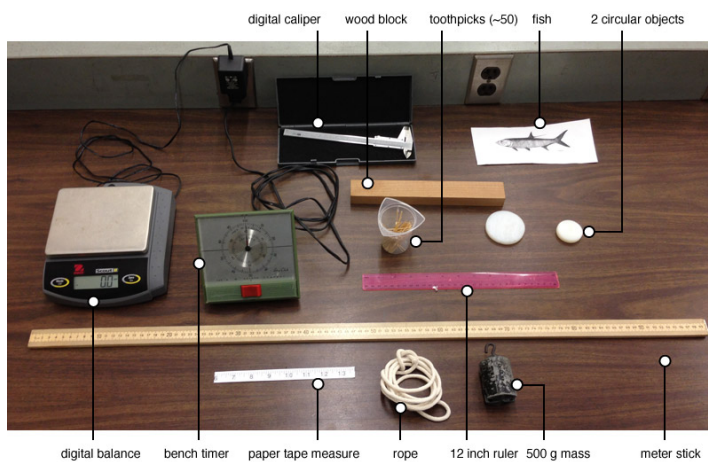 digital caliper
wood block
toothpicks (~50)
fish
2 circular objects
0.0
6 7 8 9 10 11 12 13
digital balance
bench timer
paper tape measure
rope
12 inch ruler
500 g mass
meter stick